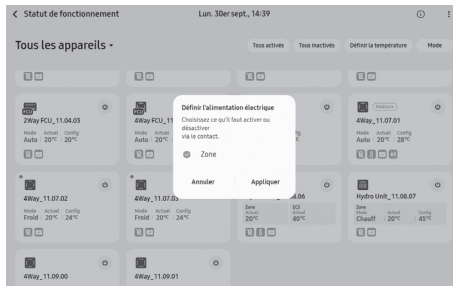 Statut de fonctionnement
Lun. 30er sept., 14:39
Tous les appareils
Tous activés
Tous inactivés
Définir la température
Mode
2Way FCU_11.04.03
Mode Actuel Config
Auto 20°C 20°C
4Way FCU_11
Mode Actuel Config
Auto 20°C 20°C
4Way_11.07.01
Mode Actuel Config
Auto 20°C 28°C
Définir l'alimentation électrique
Choisissez ce qu'il faut activer ou
désactiver
via le contact.
Zone
Annuler
Appliquer
4Way_11.07.02
Mode Actuel Config
Froid 20°C 24°C
4Way_11.07.03
Mode Actuel Config
Froid 20°C 24°C
.06
Zone
Actuel
20°C
ECS
Actuel
40°C
Hydro Unit_11.08.07
Zone
Mode Actuel Config
Chauff 20°C 45°C
4Way_11.09.00
4Way_11.09.01